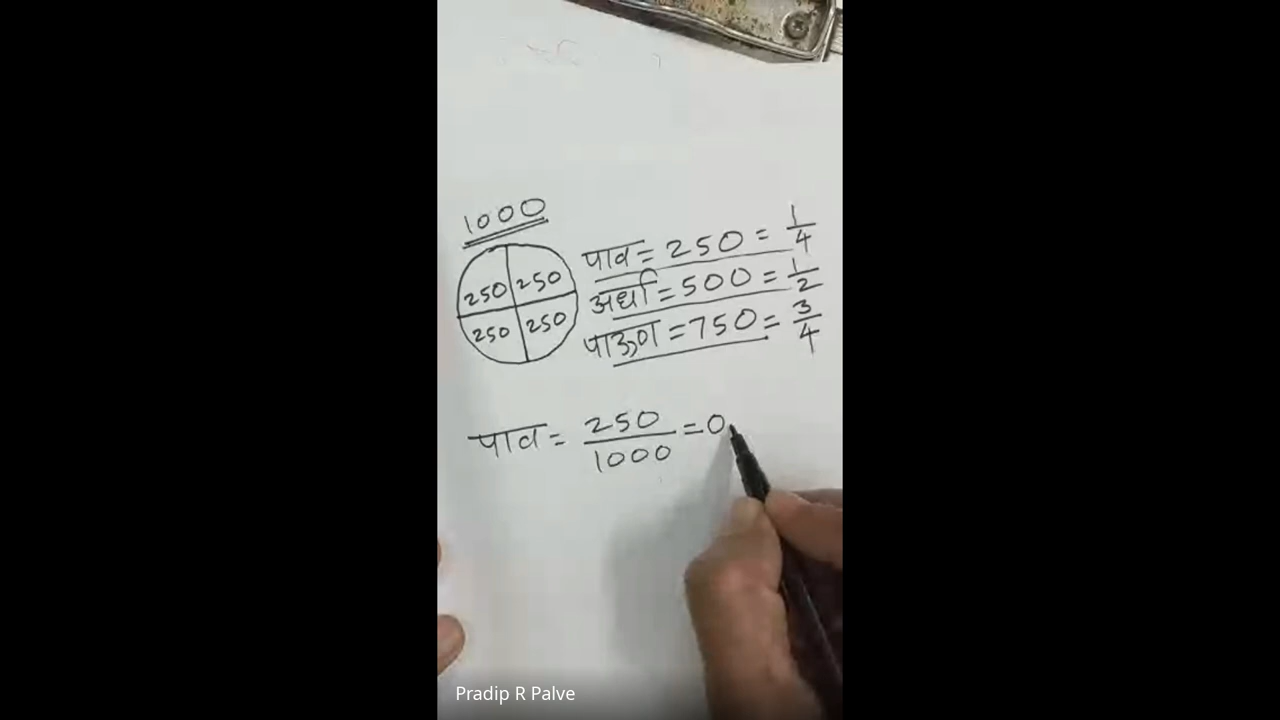 1000
250 250
250 250
पाव = 250 = 1/4
अर्धा = 500 = 1/2
पाऊण = 750 = 3/4
पाव = 250/1000 = 0
Pradip R Palve